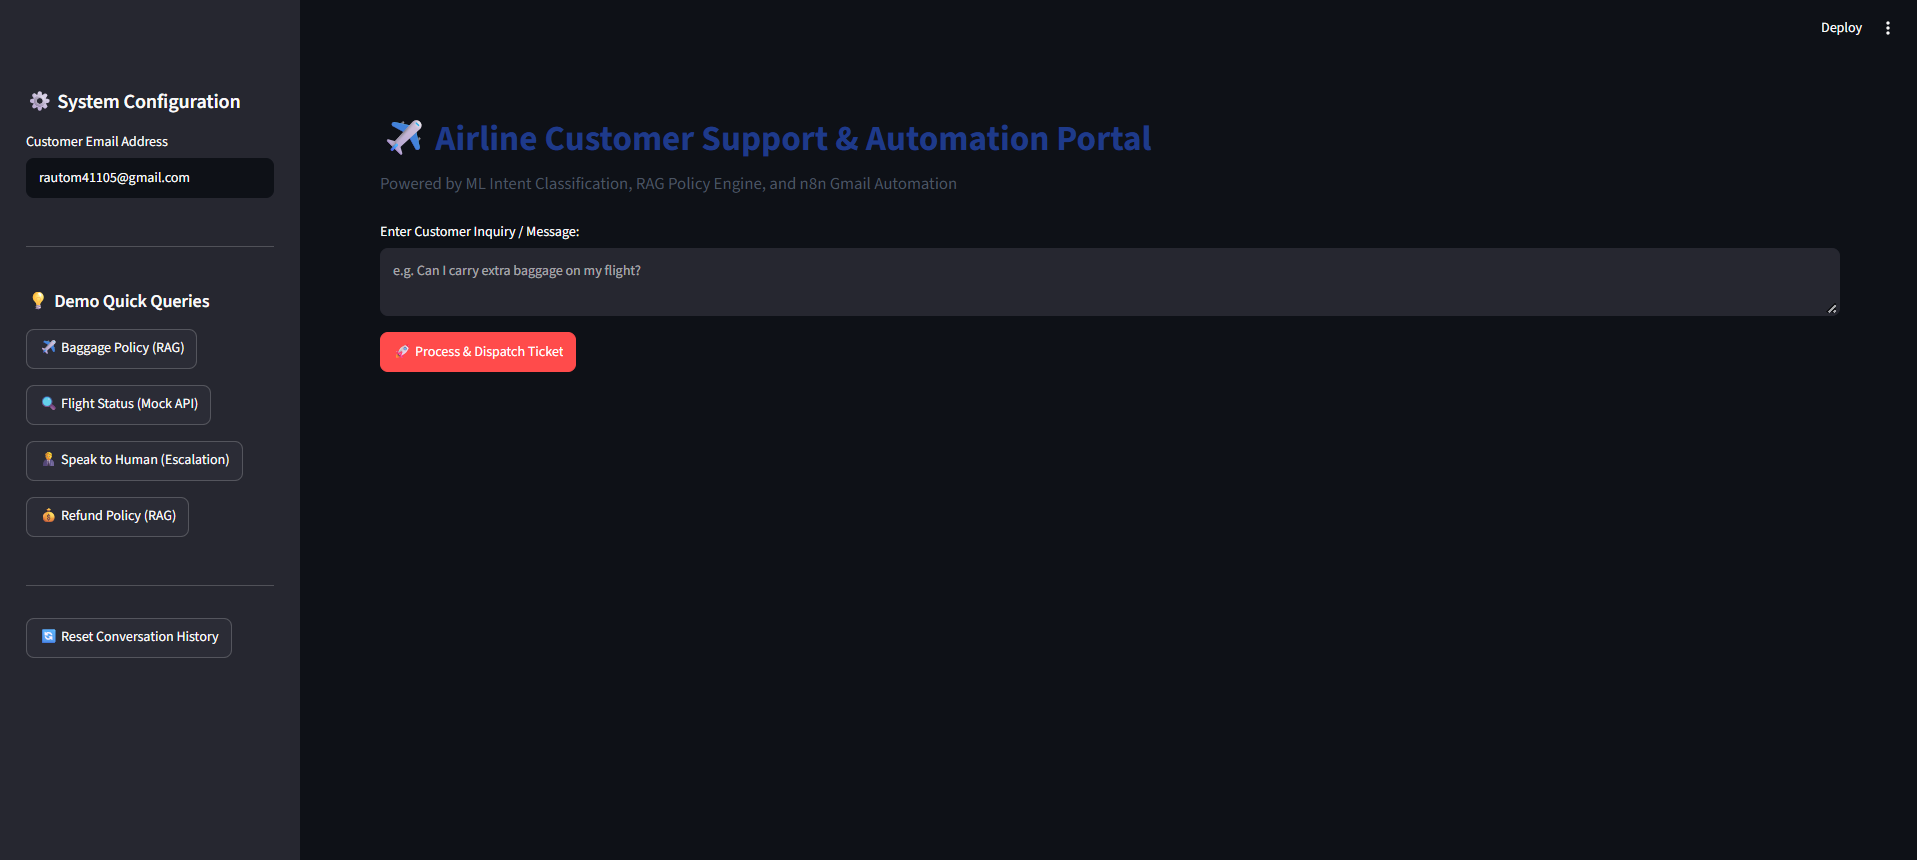 Deploy
System Configuration
Customer Email Address
rautom41105@gmail.com
Demo Quick Queries
Baggage Policy (RAG)
Flight Status (Mock API)
Speak to Human (Escalation)
Refund Policy (RAG)
Reset Conversation History
Airline Customer Support & Automation Portal
Powered by ML Intent Classification, RAG Policy Engine, and n8n Gmail Automation
Enter Customer Inquiry / Message:
e.g. Can I carry extra baggage on my flight?
Process & Dispatch Ticket